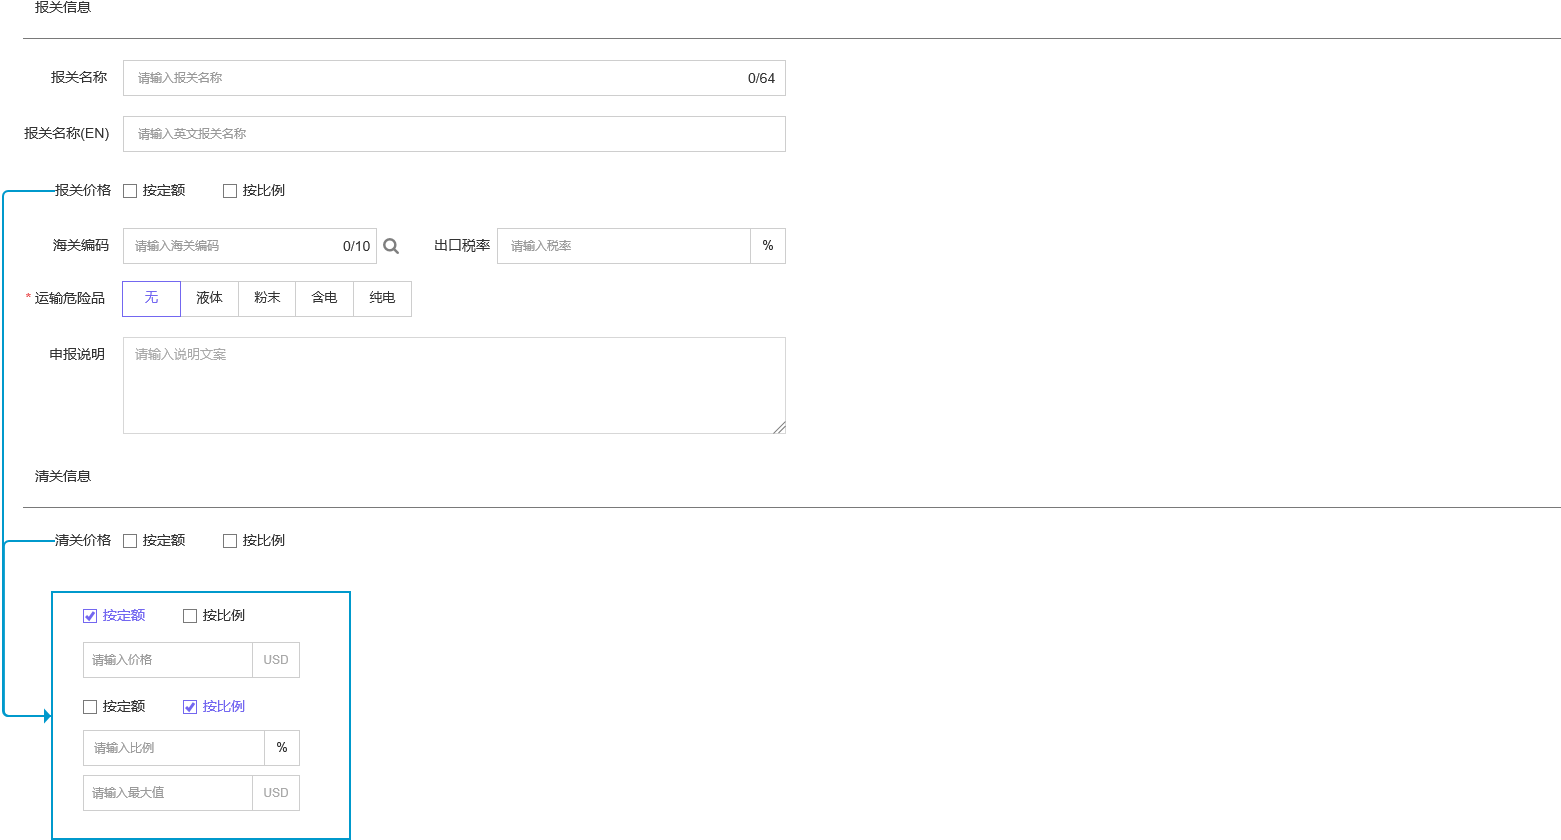 报关信息
报关名称 请输入报关名称 0/64
报关名称(EN) 请输入英文报关名称
报关价格 按定额 按比例
海关编码 请输入海关编码 0/10 出口税率 请输入税率 %
* 运输危险品 无 液体 粉末 含电 纯电
申报说明 请输入说明文案
清关信息
清关价格 按定额 按比例
按定额 按比例
请输入价格 USD
按定额 按比例
请输入比例 %
请输入最大值 USD